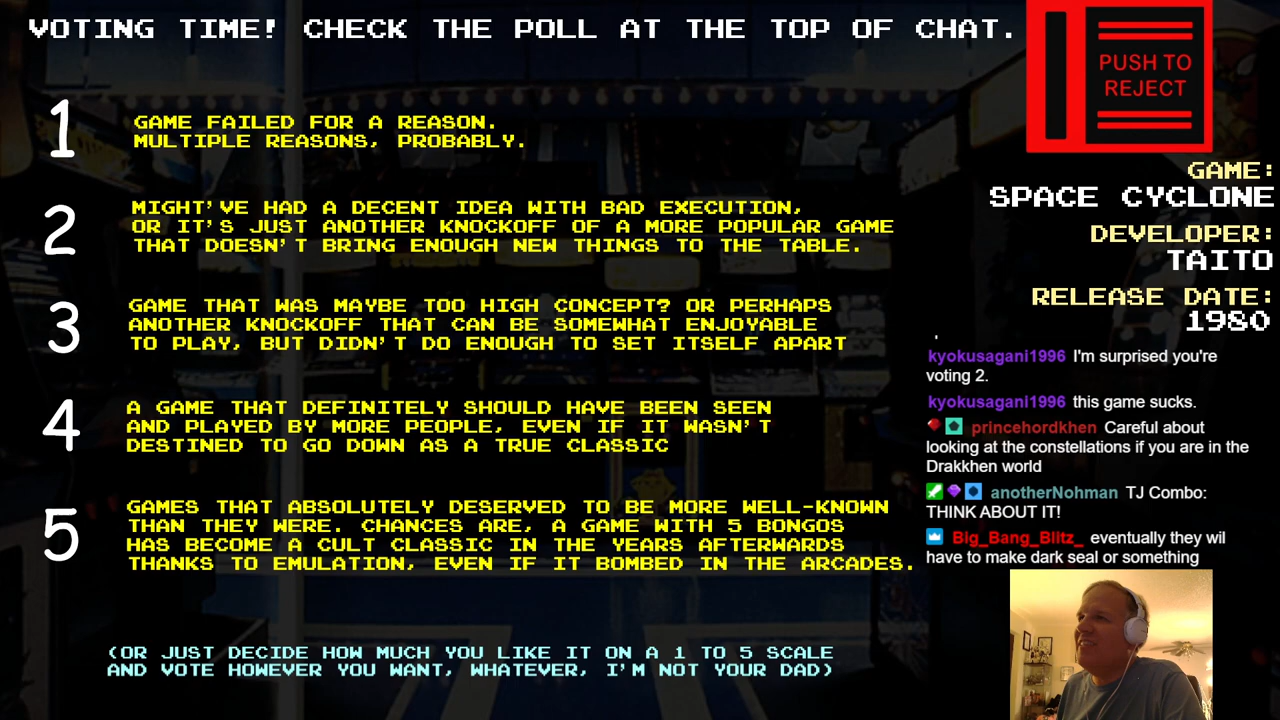 VOTING TIME! CHECK THE POLL AT THE TOP OF CHAT.
PUSH TO
REJECT
1
GAME FAILED FOR A REASON.
MULTIPLE REASONS, PROBABLY.
2
MIGHT'VE HAD A DECENT IDEA WITH BAD EXECUTION,
OR IT'S JUST ANOTHER KNOCKOFF OF A MORE POPULAR GAME
THAT DOESN'T BRING ENOUGH NEW THINGS TO THE TABLE.
3
GAME THAT WAS MAYBE TOO HIGH CONCEPT? OR PERHAPS
ANOTHER KNOCKOFF THAT CAN BE SOMEWHAT ENJOYABLE
TO PLAY, BUT DIDN'T DO ENOUGH TO SET ITSELF APART
4
A GAME THAT DEFINITELY SHOULD HAVE BEEN SEEN
AND PLAYED BY MORE PEOPLE, EVEN IF IT WASN'T
DESTINED TO GO DOWN AS A TRUE CLASSIC
5
GAMES THAT ABSOLUTELY DESERVED TO BE MORE WELL-KNOWN
THAN THEY WERE. CHANCES ARE, A GAME WITH 5 BONGOS
HAS BECOME A CULT CLASSIC IN THE YEARS AFTERWARDS
THANKS TO EMULATION, EVEN IF IT BOMBED IN THE ARCADES.
(OR JUST DECIDE HOW MUCH YOU LIKE IT ON A 1 TO 5 SCALE
AND VOTE HOWEVER YOU WANT, WHATEVER, I'M NOT YOUR DAD)
GAME:
SPACE CYCLONE
DEVELOPER:
TAITO
RELEASE DATE:
1980
kyokusagani1996 I'm surprised you're
voting 2.
kyokusagani1996 this game sucks.
princehordkhen Careful about
looking at the constellations if you are in the
Drakkhen world
anotherNohman TJ Combo:
THINK ABOUT IT!
Big_Bang_Blitz_ eventually they wil
have to make dark seal or something